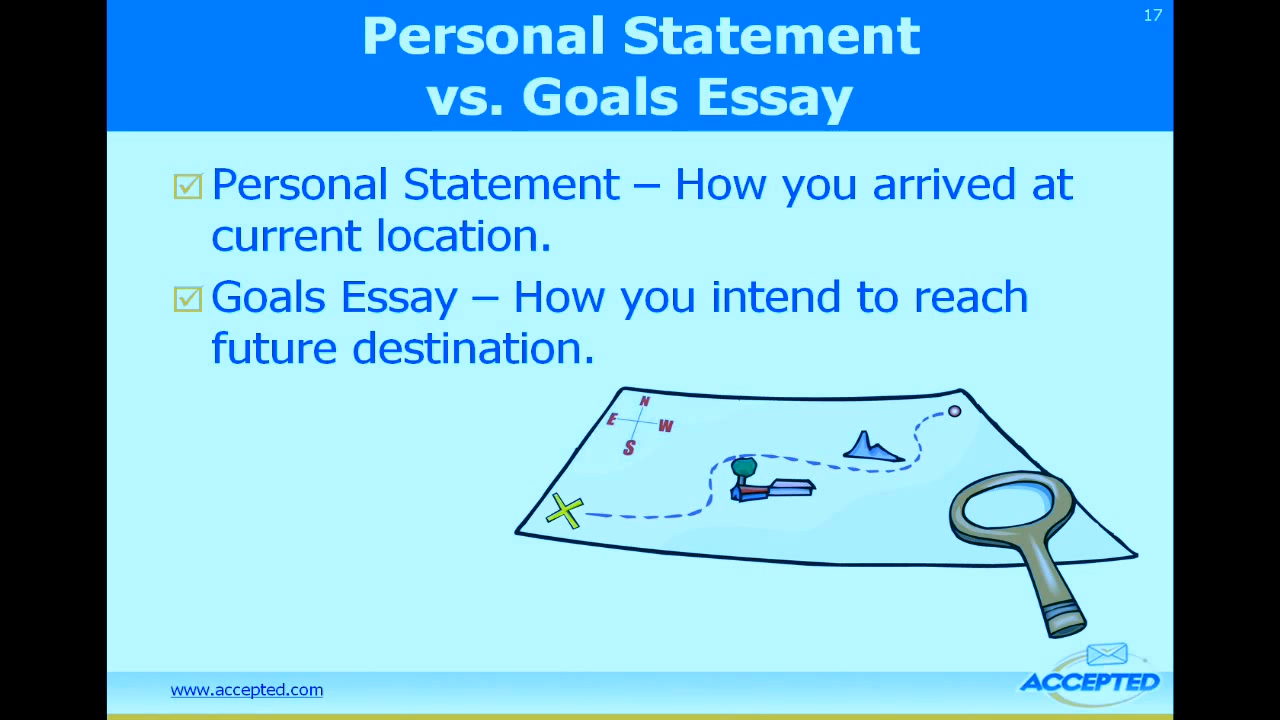 17
Personal Statement
vs. Goals Essay
Personal Statement – How you arrived at
current location.
Goals Essay – How you intend to reach
future destination.
N
E
W
S
www.accepted.com
ACCEPTED